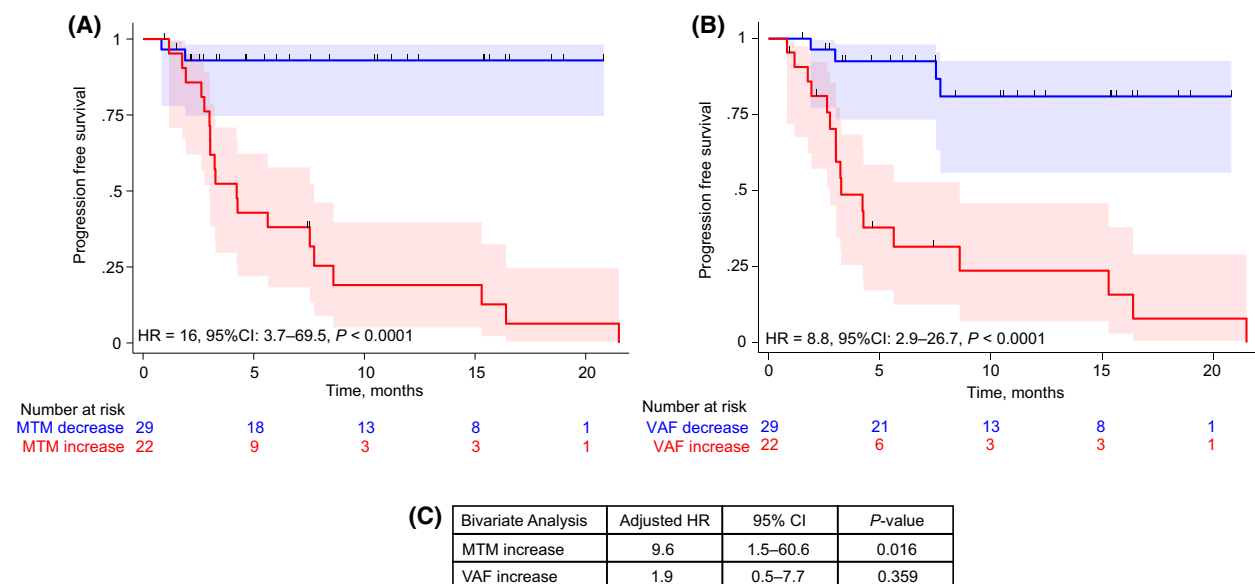 (A)
Progression free survival
1
.75
.5
.25
0
HR = 16, 95%CI: 3.7–69.5, P < 0.0001
0 5 10 15 20
Time, months
Number at risk
MTM decrease 29 18 13 8 1
MTM increase 22 9 3 3 1
(B)
Progression free survival
1
.75
.5
.25
0
HR = 8.8, 95%CI: 2.9–26.7, P < 0.0001
0 5 10 15 20
Time, months
Number at risk
VAF decrease 29 21 13 8 1
VAF increase 22 6 3 3 1
(C)
Bivariate Analysis Adjusted HR 95% CI P-value
MTM increase 9.6 1.5–60.6 0.016
VAF increase 1.9 0.5–7.7 0.359